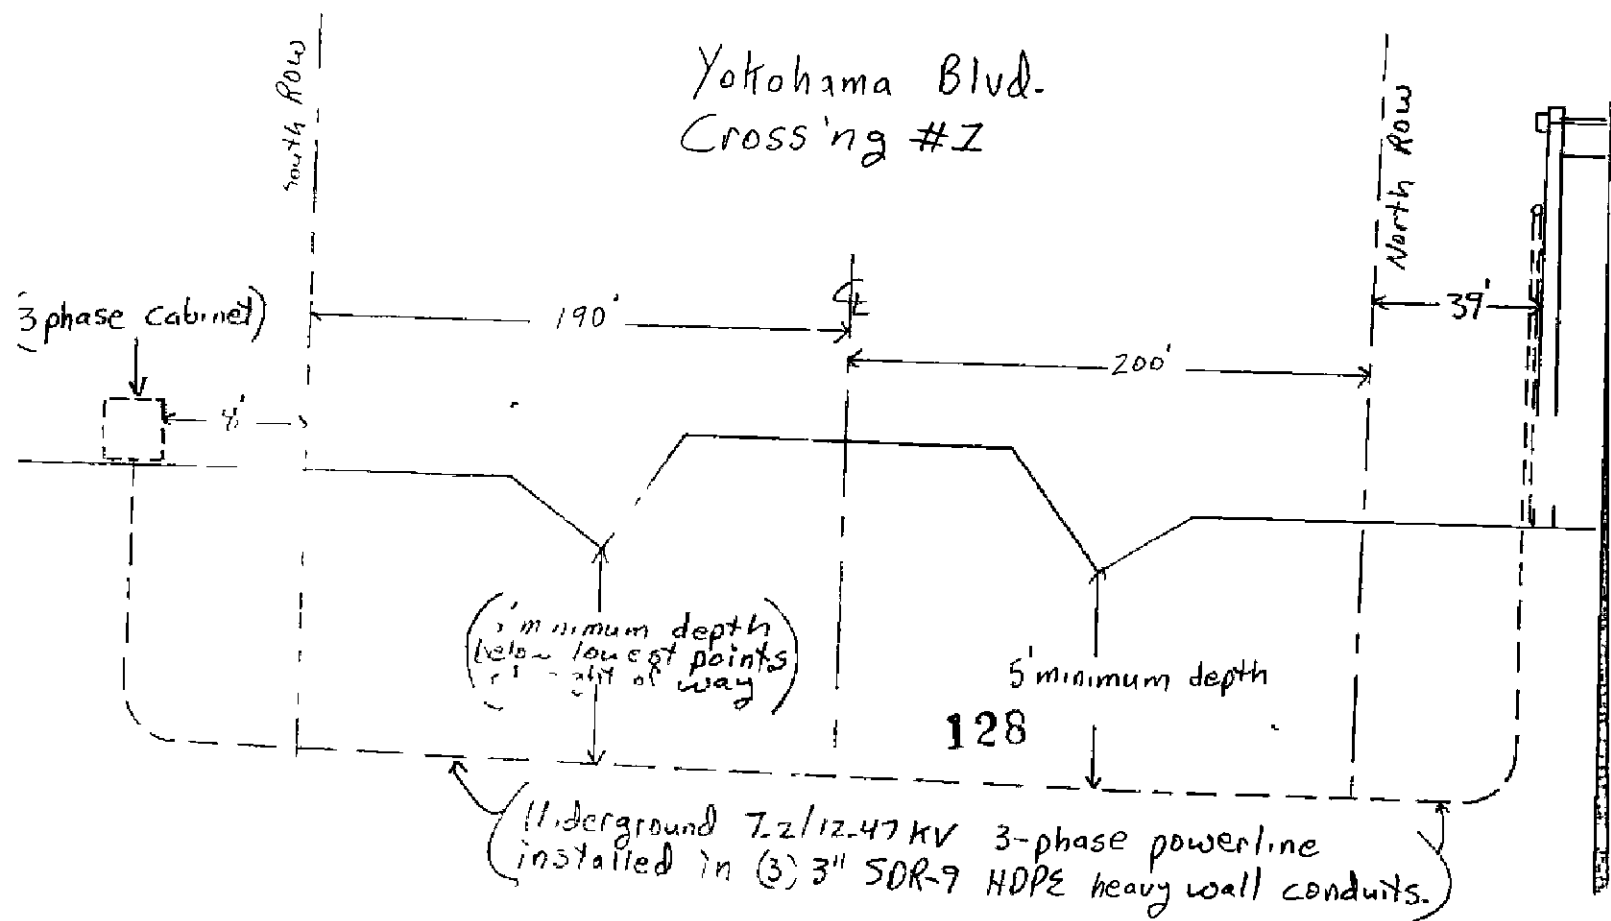 Yokohama Blvd.
Cross'ng #1
South Row
North Row
3 phase cabinet)
190'
200'
39'
4'
minimum depth
below lowest points
of way
5' minimum depth
128
Underground 7.2/12.47 KV 3-phase powerline
installed in (3) 3" SDR-9 HDPE heavy wall conduits.